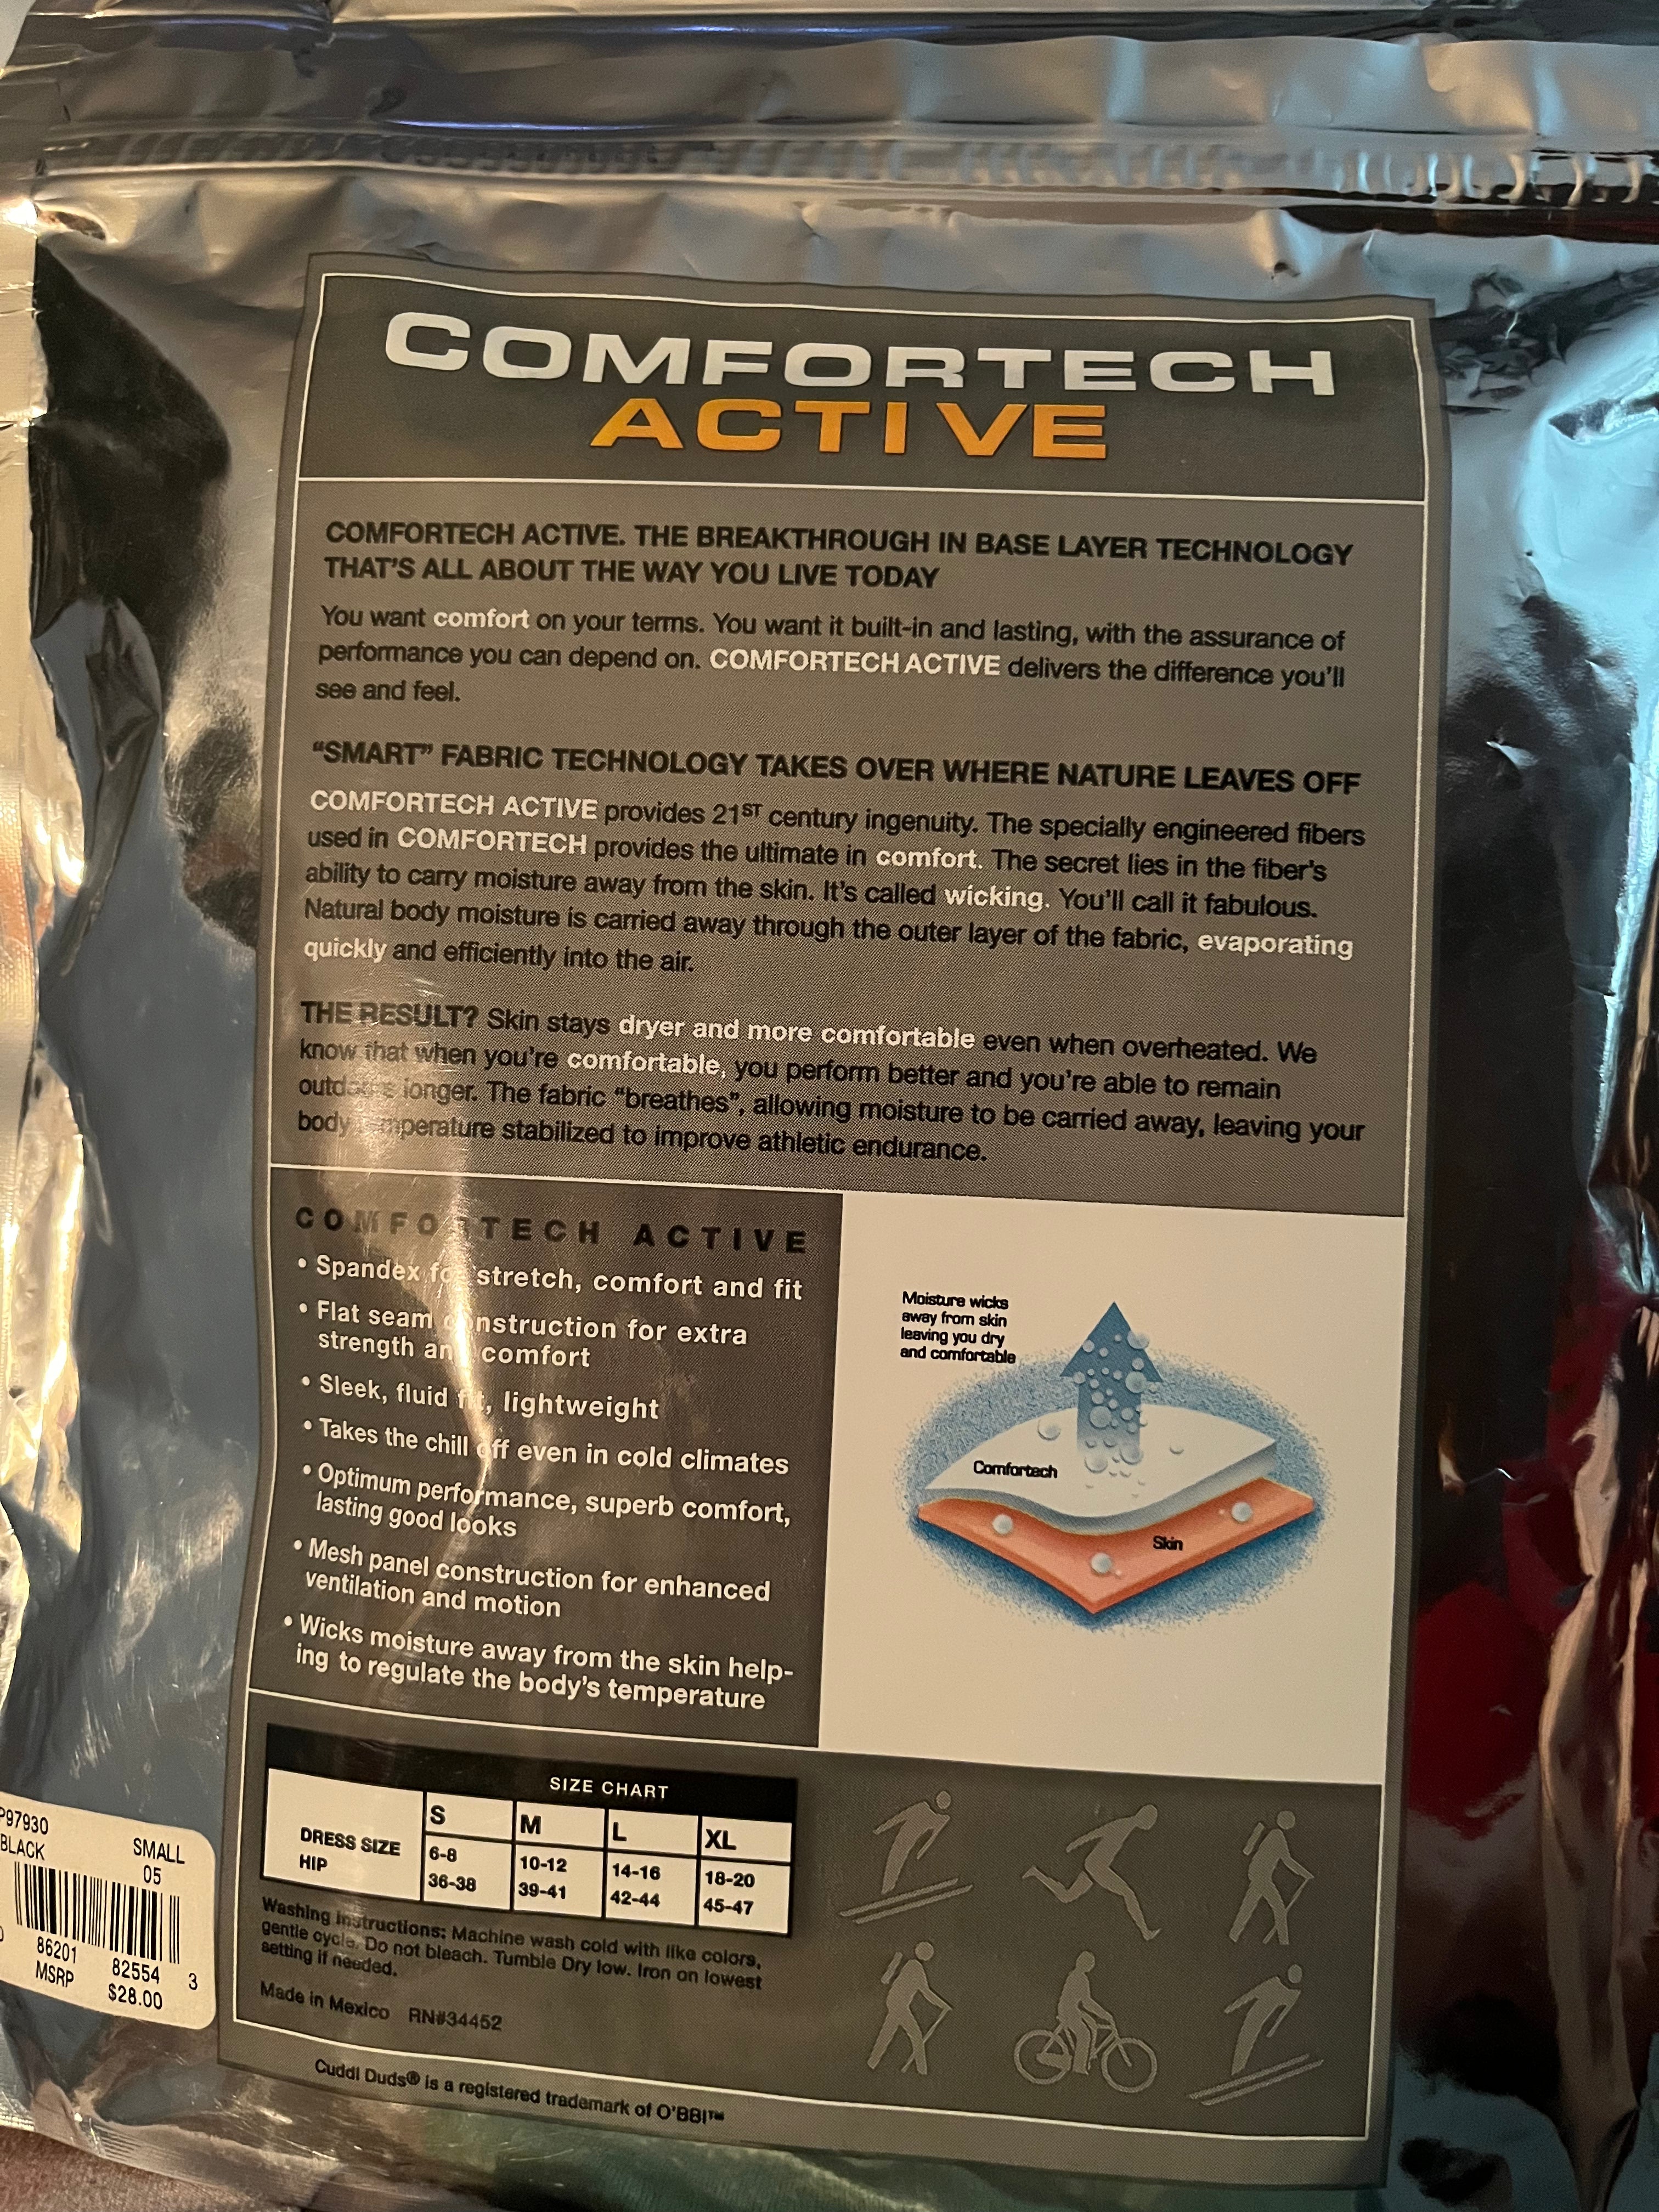 COMFORTECH
ACTIVE
COMFORTECH ACTIVE. THE BREAKTHROUGH IN BASE LAYER TECHNOLOGY
THAT'S ALL ABOUT THE WAY YOU LIVE TODAY
You want comfort on your terms. You want it built-in and lasting, with the assurance of
performance you can depend on. COMFORTECH ACTIVE delivers the difference you'll
see and feel.
"SMART" FABRIC TECHNOLOGY TAKES OVER WHERE NATURE LEAVES OFF
COMFORTECH ACTIVE provides 21ST century ingenuity. The specially engineered fibers
used in COMFORTECH provides the ultimate in comfort. The secret lies in the fiber's
ability to carry moisture away from the skin. It's called wicking. You'll call it fabulous.
Natural body moisture is carried away through the outer layer of the fabric, evaporating
quickly and efficiently into the air.
THE RESULT? Skin stays dryer and more comfortable even when overheated. We
know that when you're comfortable, you perform better and you're able to remain
outdoors longer. The fabric "breathes", allowing moisture to be carried away, leaving your
body temperature stabilized to improve athletic endurance.
COMFORTECH ACTIVE
• Spandex for stretch, comfort and fit
• Flat seam construction for extra
strength and comfort
• Sleek, fluid fit, lightweight
• Takes the chill off even in cold climates
• Optimum performance, superb comfort,
lasting good looks
• Mesh panel construction for enhanced
ventilation and motion
• Wicks moisture away from the skin help-
ing to regulate the body's temperature
Moisture wicks
away from skin
leaving you dry
and comfortable
Comfortech
Skin
SIZE CHART
S M L XL
DRESS SIZE 6-8 10-12 14-16 18-20
HIP 36-38 39-41 42-44 45-47
Washing Instructions: Machine wash cold with like colors,
gentle cycle. Do not bleach. Tumble Dry low. Iron on lowest
setting if needed.
Made in Mexico RN#34452
Cuddl Duds® is a registered trademark of O'BBI™
P97930
BLACK SMALL
05
0 86201 82554 3
MSRP $28.00